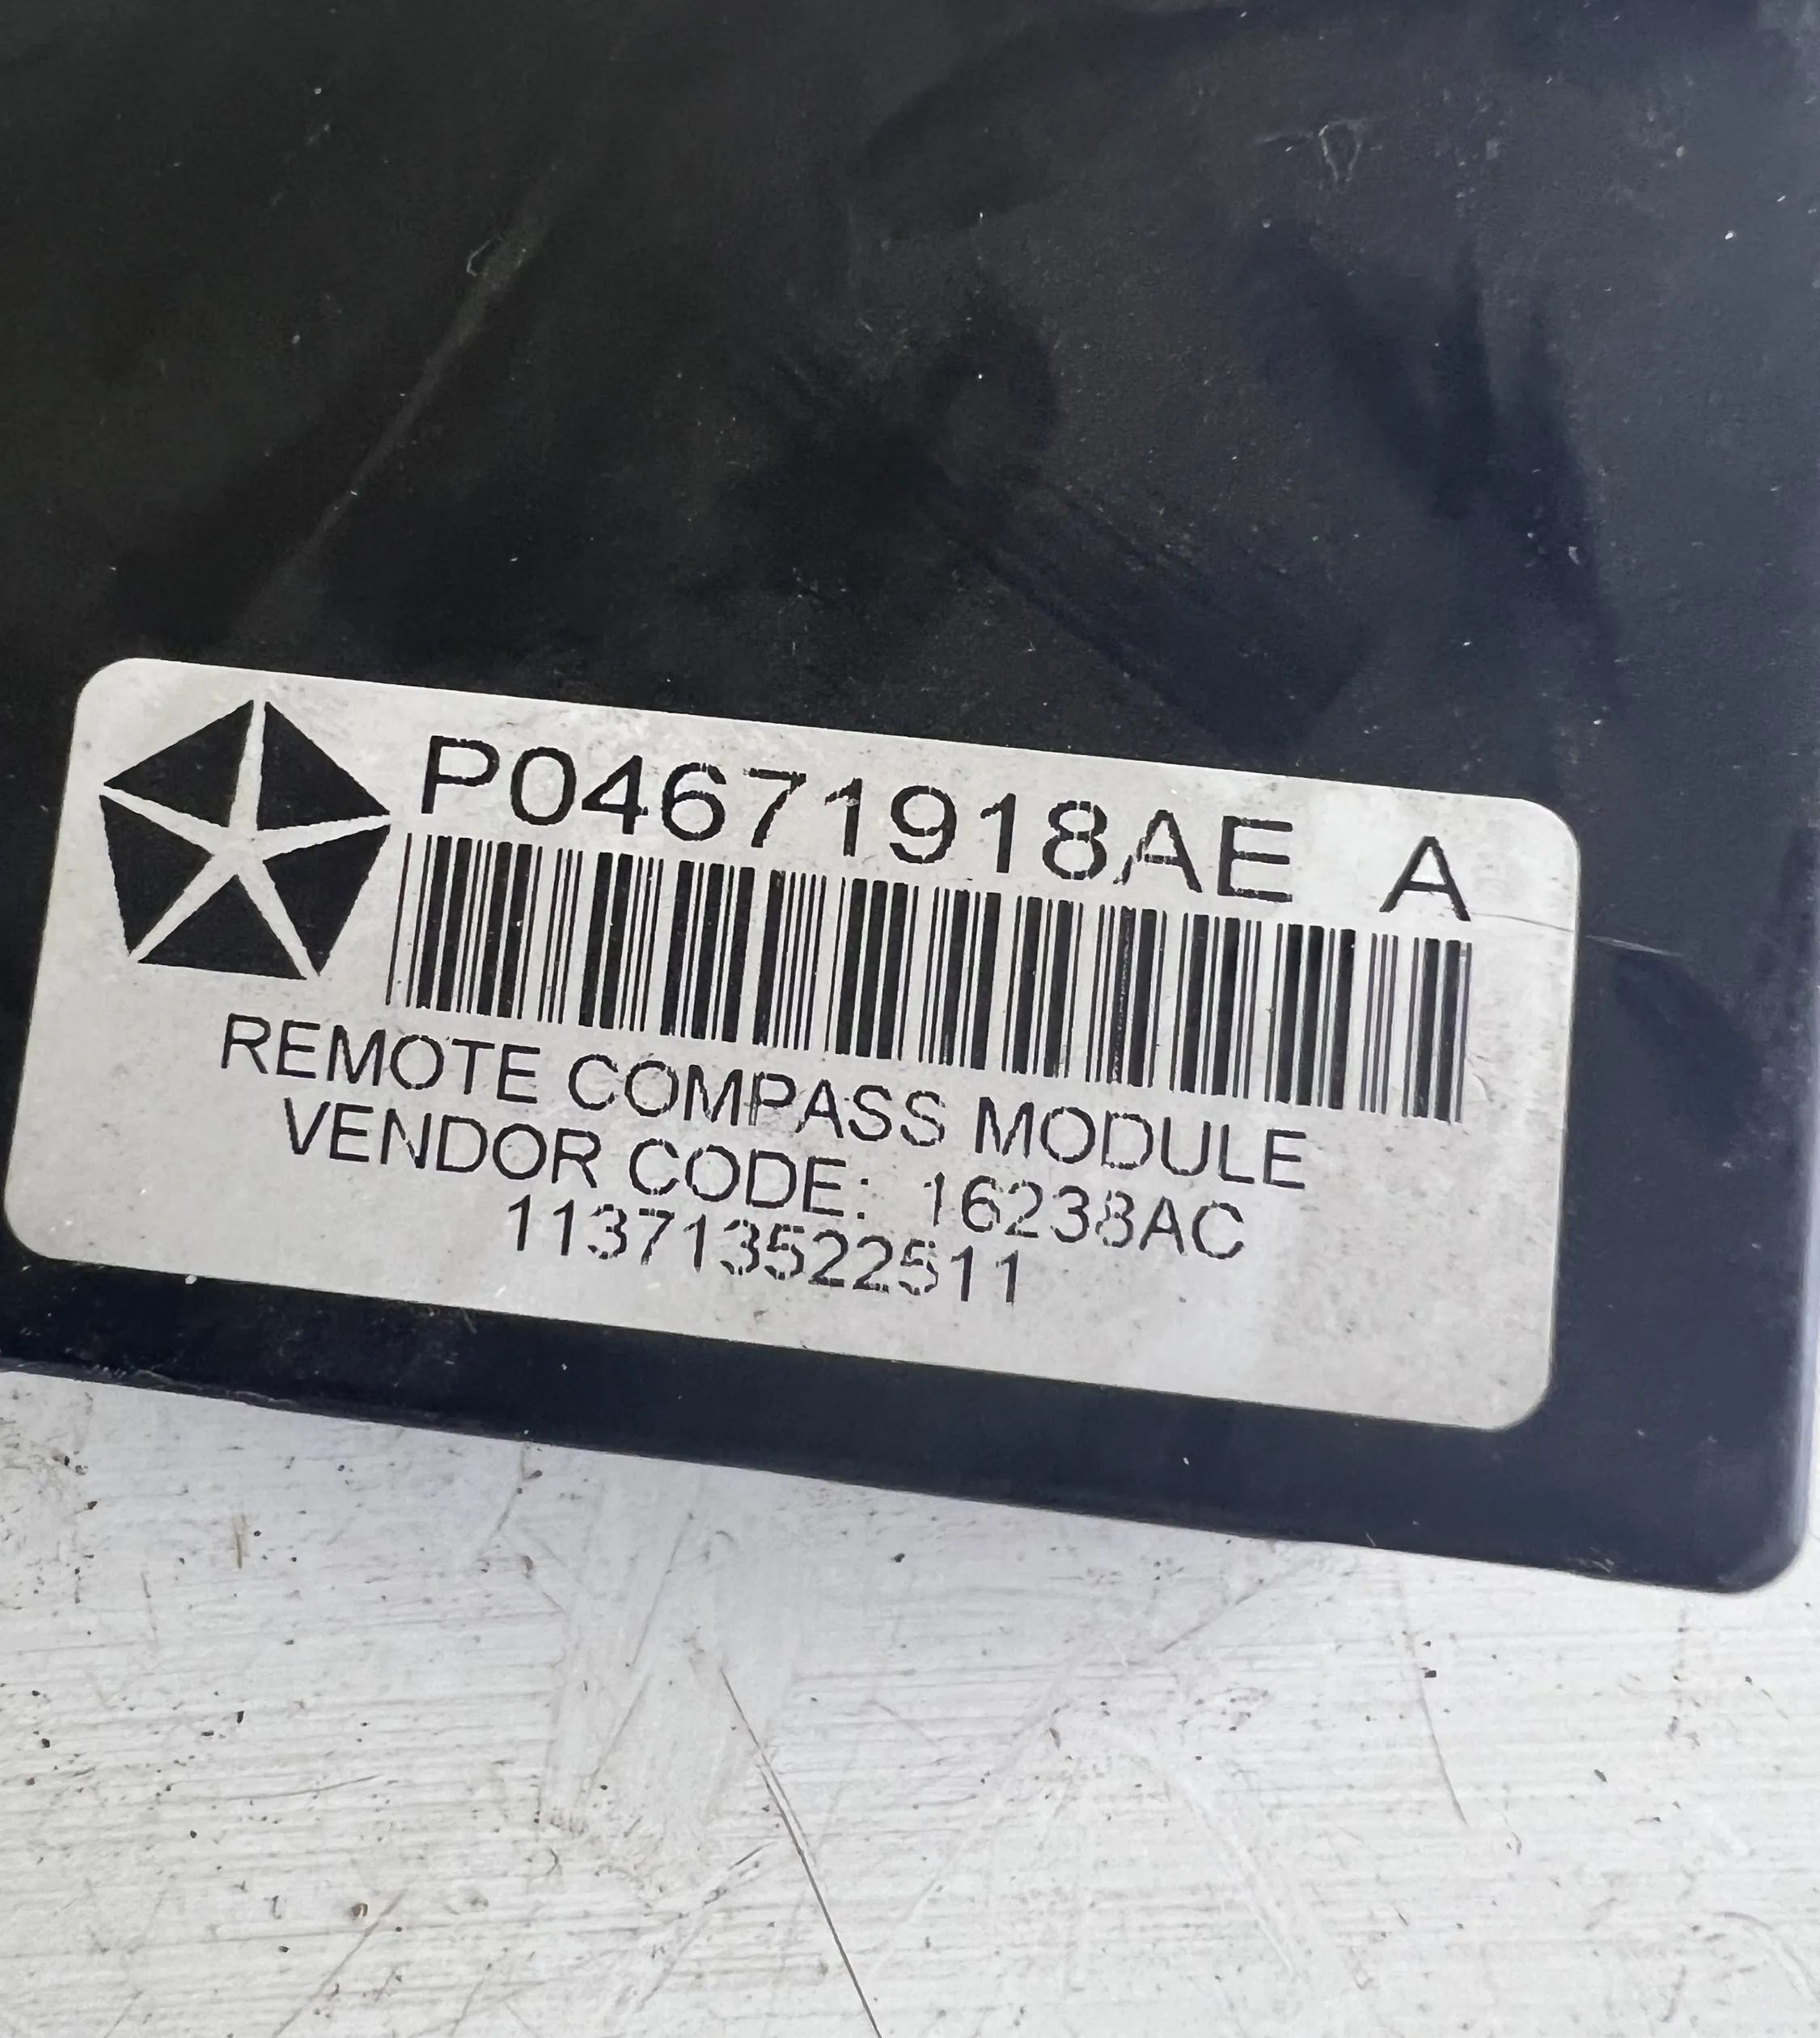 P04671918AE A
REMOTE COMPASS MODULE
VENDOR CODE: 16238AC
113713522511